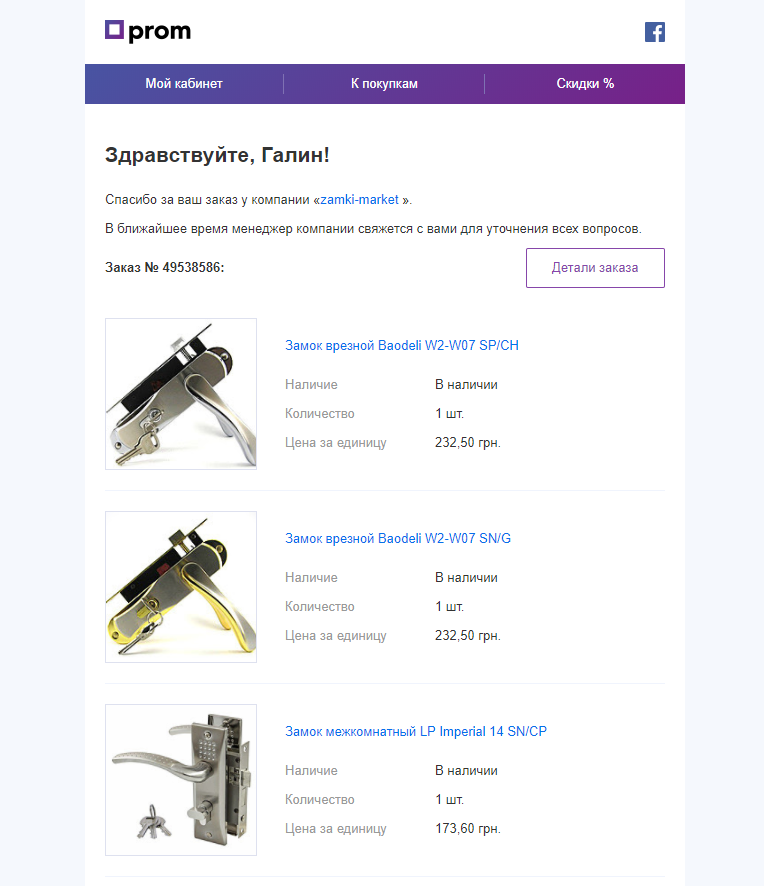 prom
Мой кабинет
К покупкам
Скидки %
Здравствуйте, Галин!
Спасибо за ваш заказ у компании «zamki-market ».
В ближайшее время менеджер компании свяжется с вами для уточнения всех вопросов.
Заказ № 49538586:
Детали заказа
Замок врезной Baodeli W2-W07 SP/CH
Наличие В наличии
Количество 1 шт.
Цена за единицу 232,50 грн.
Замок врезной Baodeli W2-W07 SN/G
Наличие В наличии
Количество 1 шт.
Цена за единицу 232,50 грн.
Замок межкомнатный LP Imperial 14 SN/CP
Наличие В наличии
Количество 1 шт.
Цена за единицу 173,60 грн.